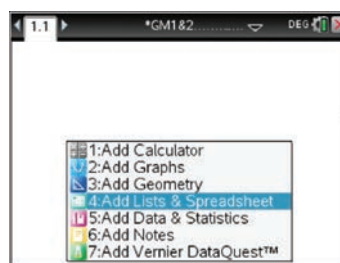 1.1 *GM1&2 ............ DEG
1:Add Calculator
2:Add Graphs
3:Add Geometry
4:Add Lists & Spreadsheet
5:Add Data & Statistics
6:Add Notes
7:Add Vernier DataQuest™